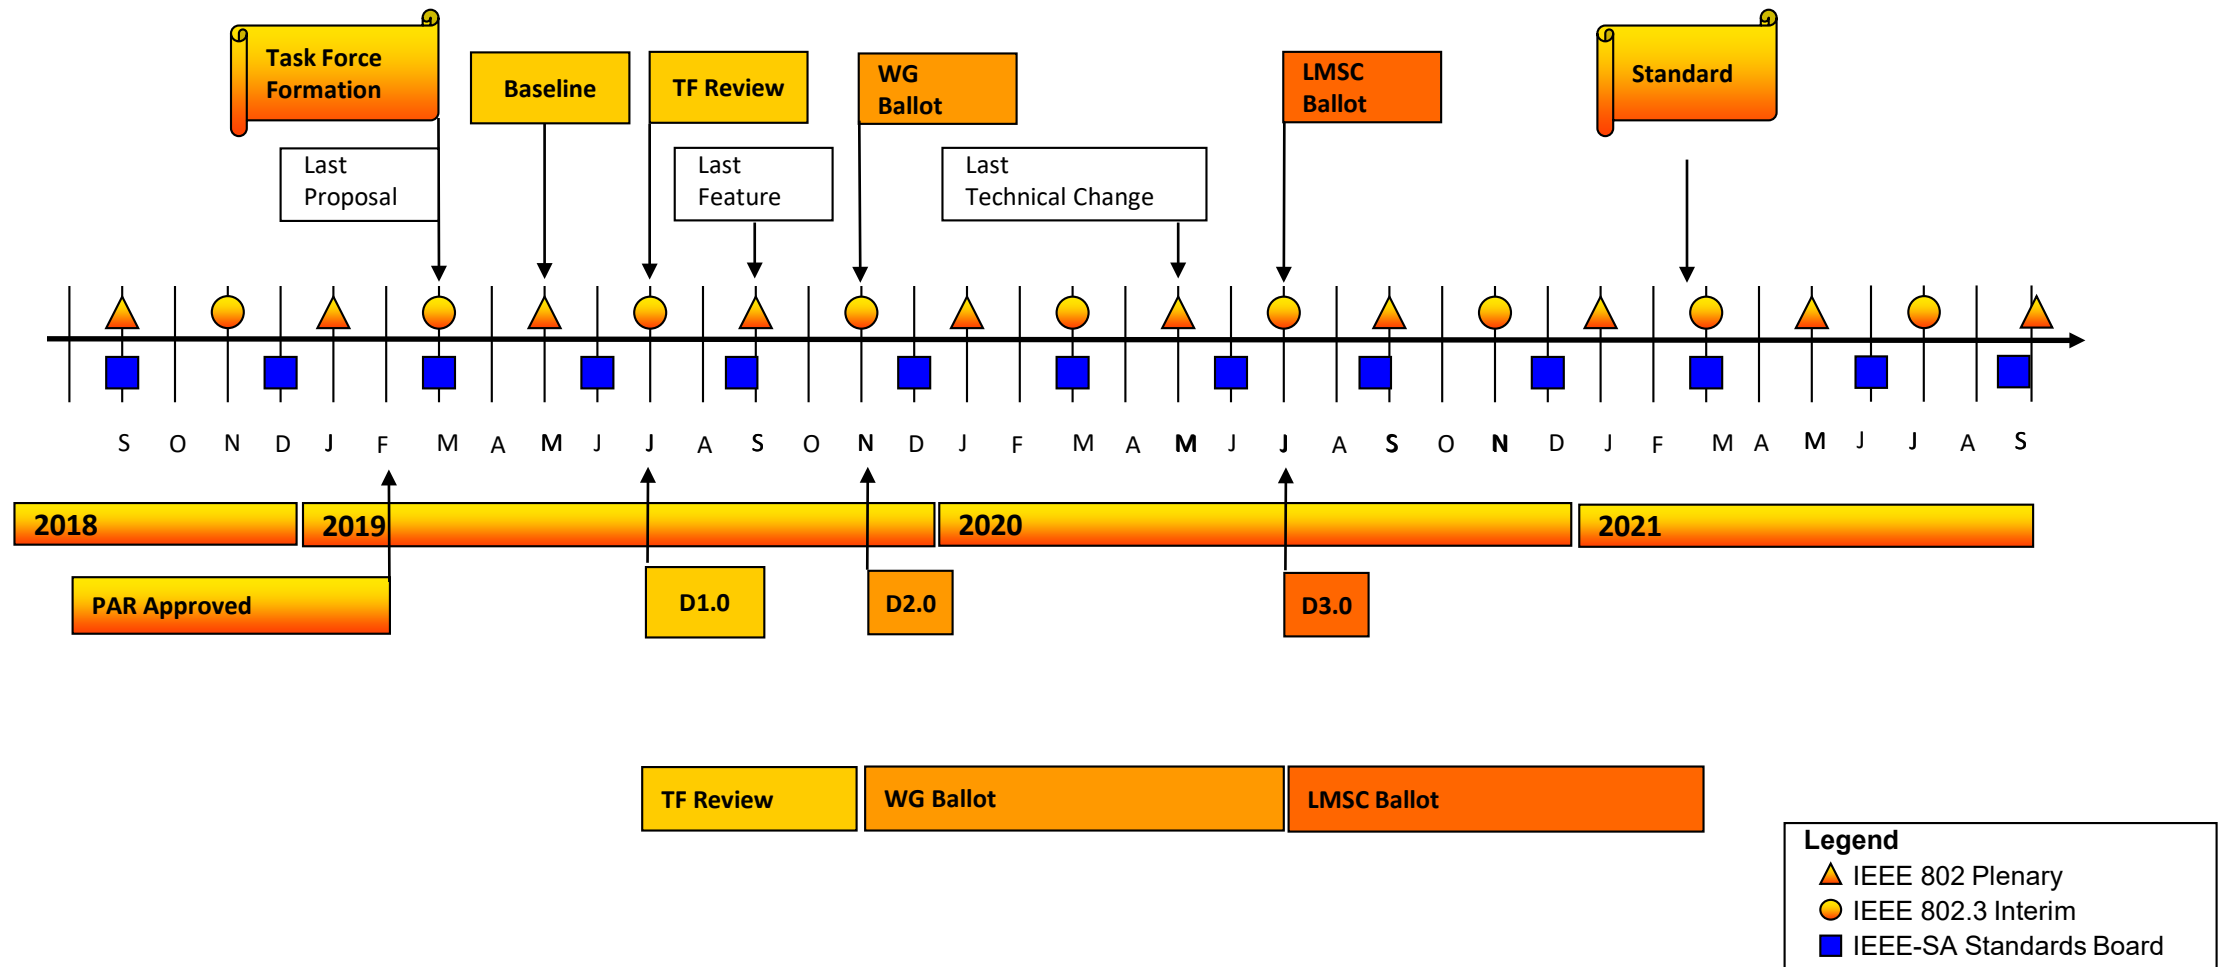 Task Force
Formation
Baseline
TF Review
WG
Ballot
LMSC
Ballot
Standard
Last
Proposal
Last
Feature
Last
Technical Change
S O N D J F M A M J J A S O N D J F M A M J J A S O N D J F M A M J J A S
2018 2019 2020 2021
PAR Approved
D1.0
D2.0
D3.0
TF Review
WG Ballot
LMSC Ballot
Legend
IEEE 802 Plenary
IEEE 802.3 Interim
IEEE-SA Standards Board